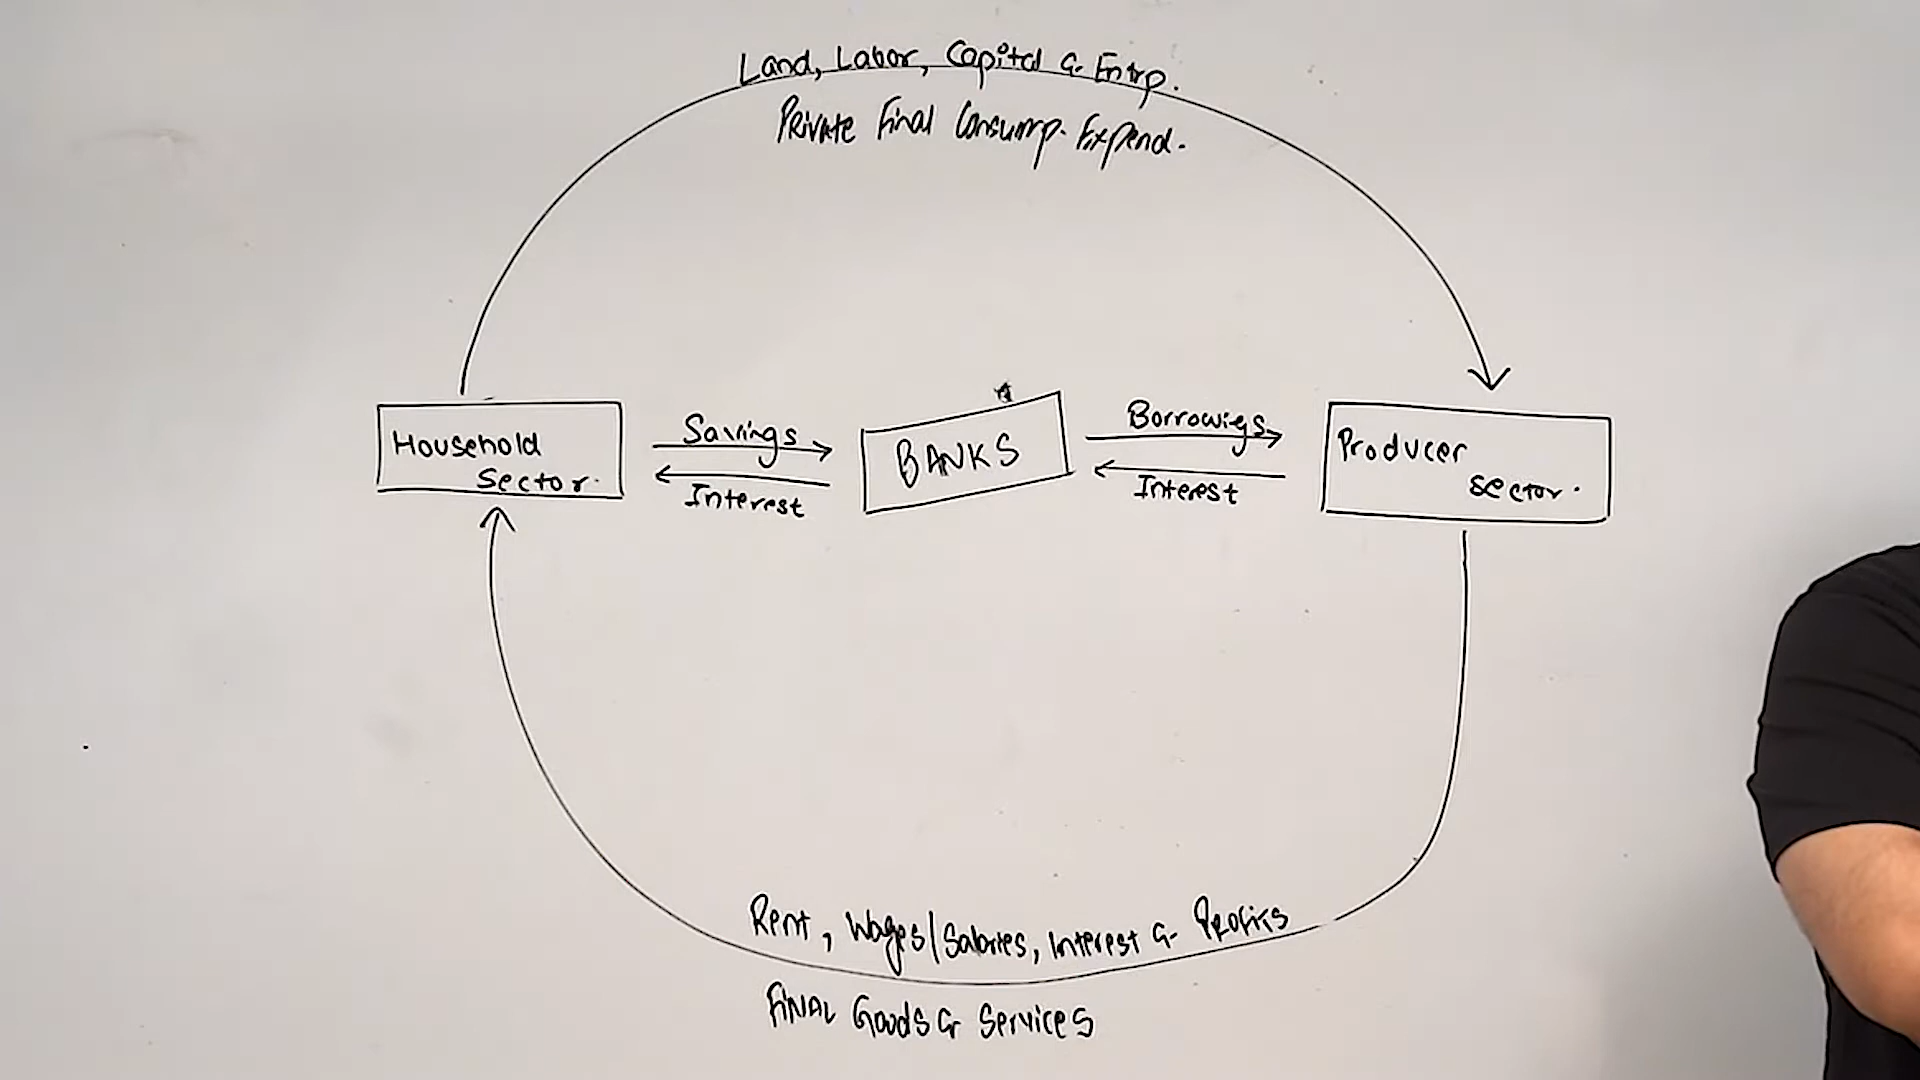 Land, Labor, Capital & Entrp.
Private Final Consump. Expend.
Household
Sector.
Savings
Interest
BANKS
Borrowigs
Interest
Producer
Sector.
Rent, Wages/Salaries, Interest & Profits
FINAL Goods & Services